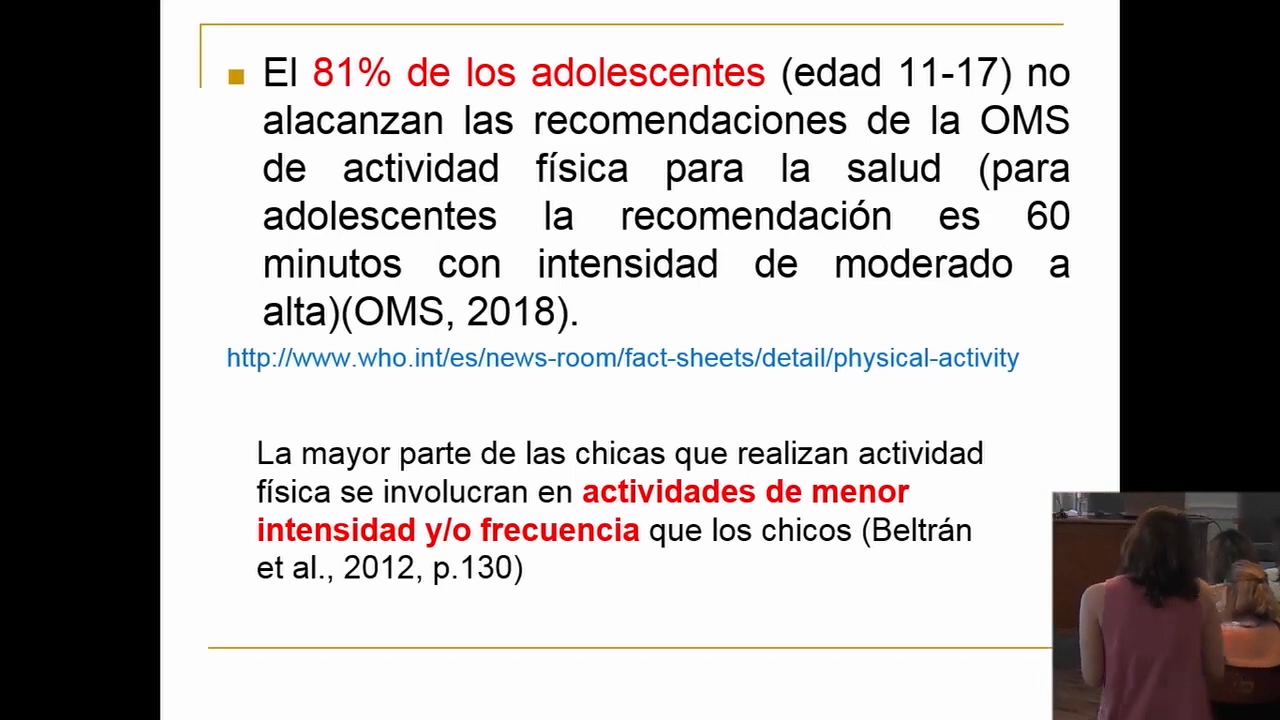 El 81% de los adolescentes (edad 11-17) no
alacanzan las recomendaciones de la OMS
de actividad física para la salud (para
adolescentes la recomendación es 60
minutos con intensidad de moderado a
alta)(OMS, 2018).
http://www.who.int/es/news-room/fact-sheets/detail/physical-activity
La mayor parte de las chicas que realizan actividad
física se involucran en actividades de menor
intensidad y/o frecuencia que los chicos (Beltrán
et al., 2012, p.130)